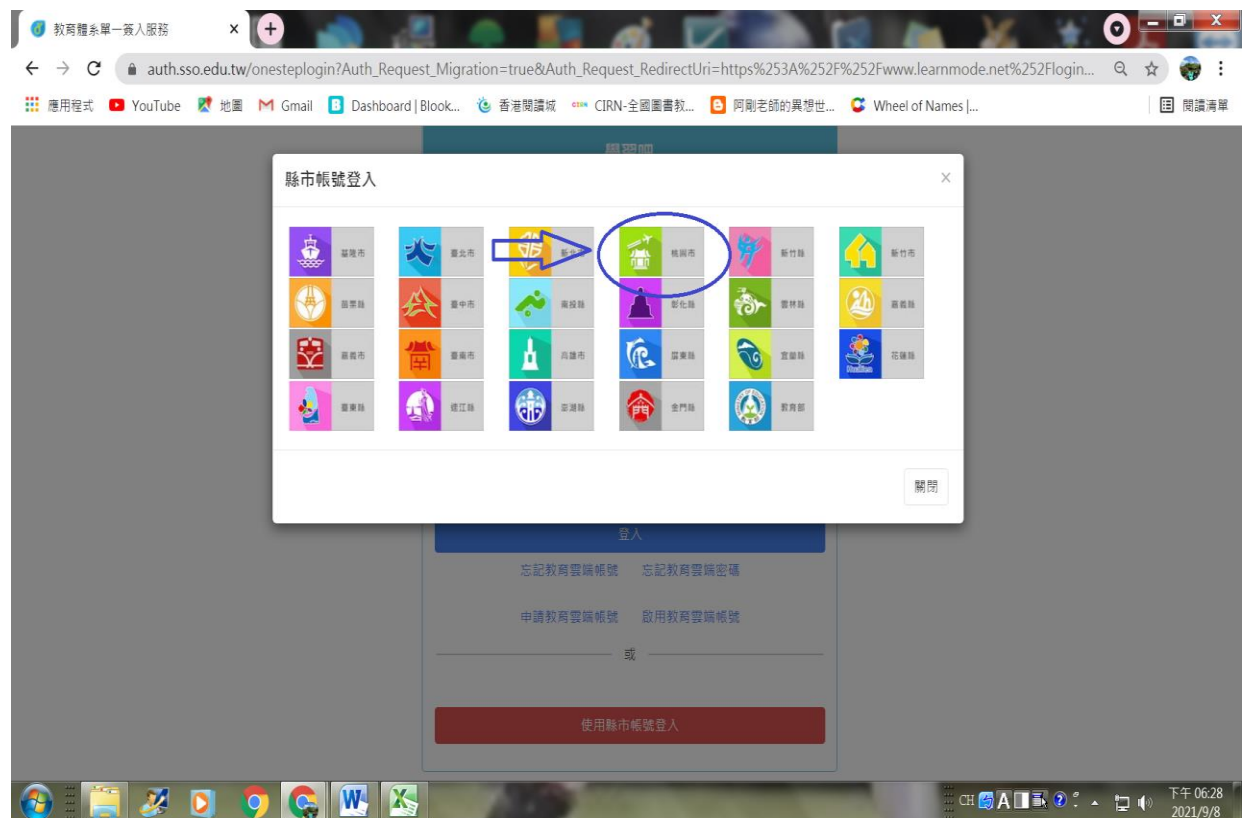 教育體系單一簽入服務
auth.sso.edu.tw/onesteplogin?Auth_Request_Migration=true&Auth_Request_RedirectUri=https%253A%252F%252Fwww.learnmode.net%252Flogin...
應用程式 YouTube 地圖 Gmail Dashboard | Blook... 香港閱讀城 CIRN-全國圖書教... 阿剛老師的異想世... Wheel of Names |... 閱讀清單
學習吧
縣市帳號登入
基隆市 臺北市 新北市 桃園市 新竹縣 新竹市
苗栗縣 臺中市 南投縣 彰化縣 雲林縣 嘉義縣
嘉義市 臺南市 高雄市 屏東縣 宜蘭縣 花蓮縣
臺東縣 連江縣 澎湖縣 金門縣 教育部
關閉
登入
忘記教育雲端帳號 忘記教育雲端密碼
申請教育雲端帳號 啟用教育雲端帳號
或
使用縣市帳號登入
CH
下午 06:28
2021/9/8